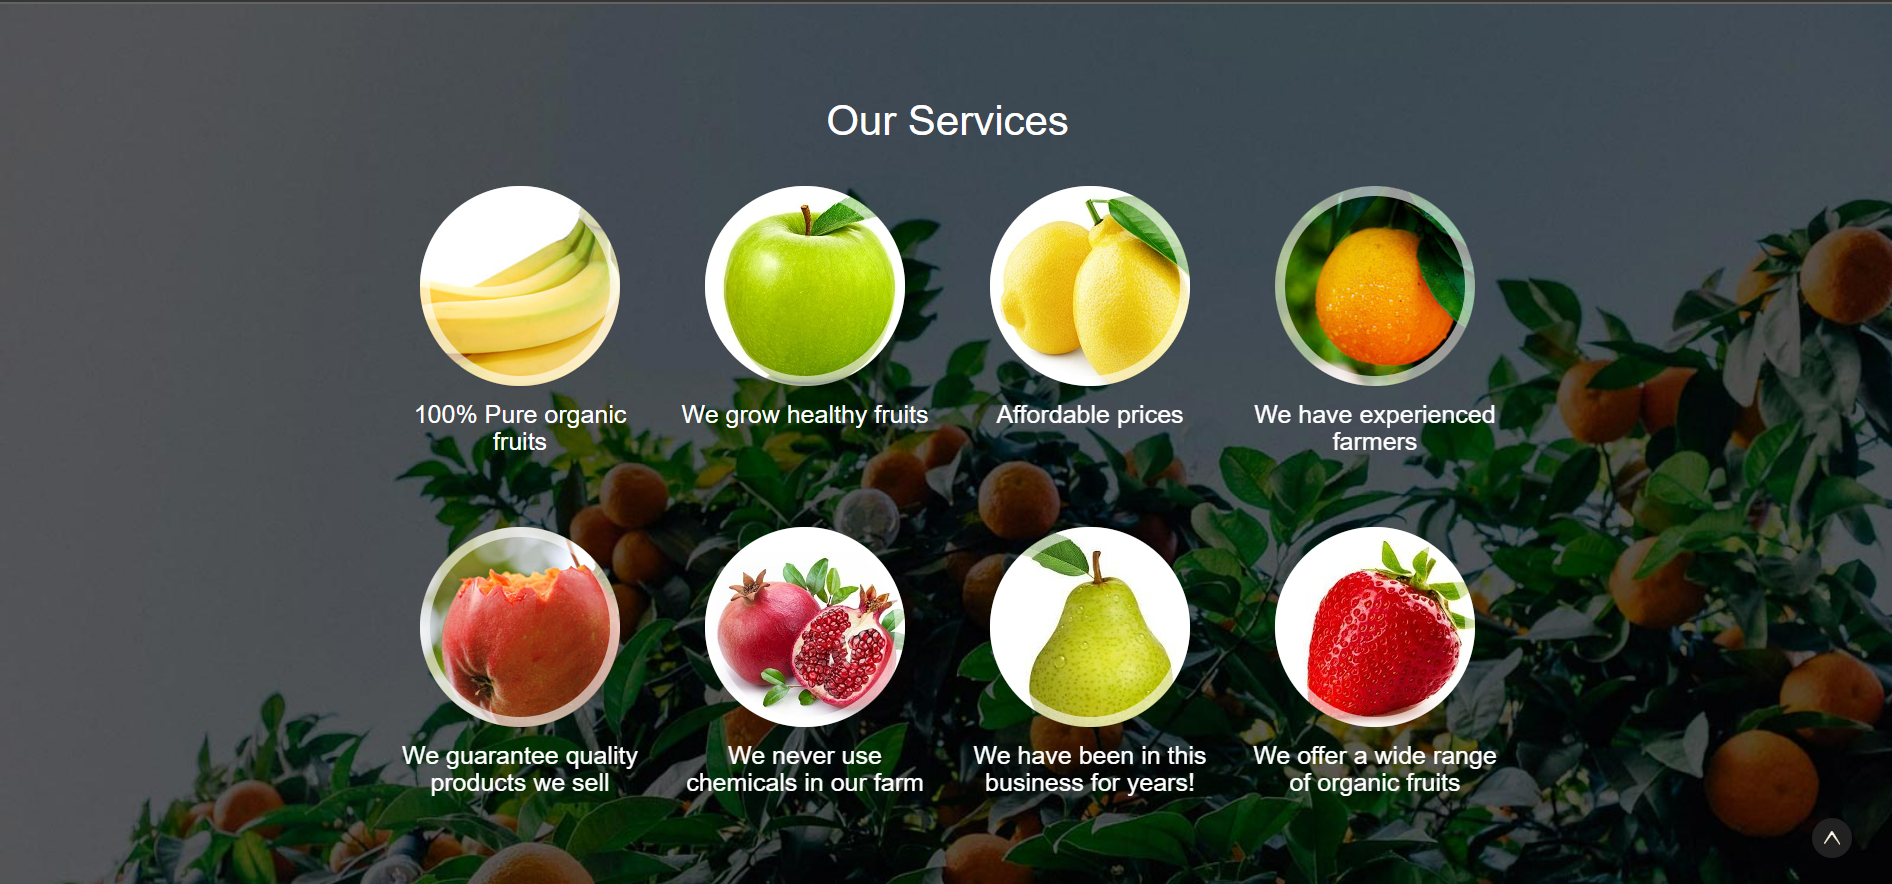 Our Services
100% Pure organic
fruits
We grow healthy fruits
Affordable prices
We have experienced
farmers
We guarantee quality
products we sell
We never use
chemicals in our farm
We have been in this
business for years!
We offer a wide range
of organic fruits